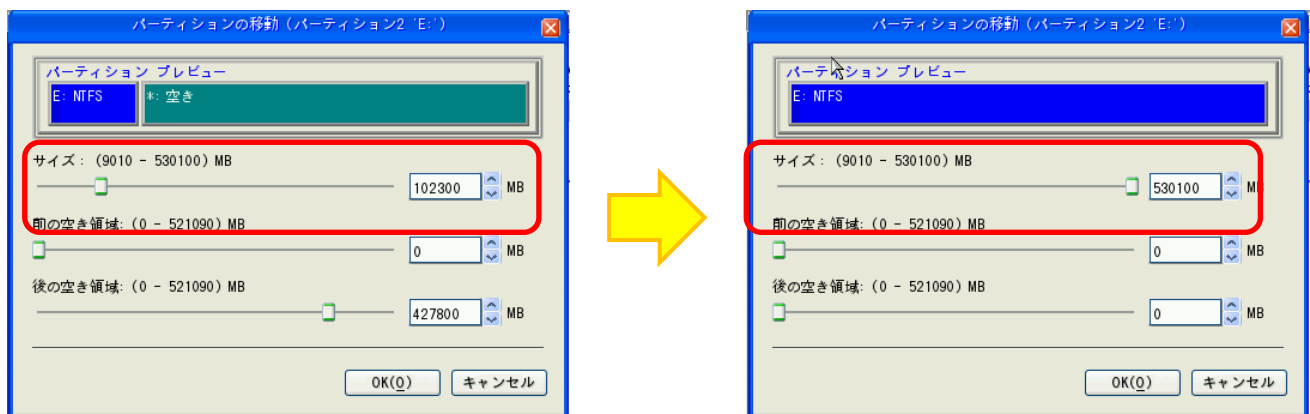 パーティションの移動 (パーティション2 'E:')
パーティション プレビュー
E: NTFS
*: 空き
サイズ: (9010 - 530100) MB
102300 MB
前の空き領域: (0 - 521090) MB
0 MB
後の空き領域: (0 - 521090) MB
427800 MB
OK(O) キャンセル
パーティションの移動 (パーティション2 'E:')
パーティション プレビュー
E: NTFS
サイズ: (9010 - 530100) MB
530100 MB
前の空き領域: (0 - 521090) MB
0 MB
後の空き領域: (0 - 521090) MB
0 MB
OK(O) キャンセル